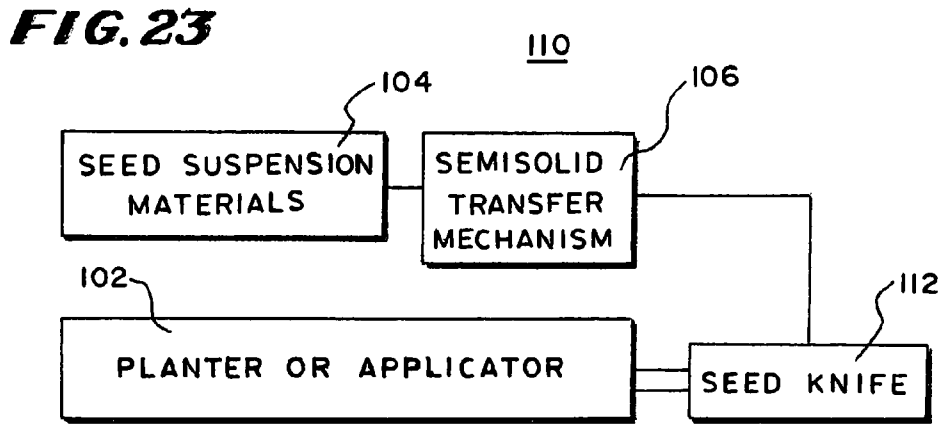 FIG. 23
110
104
106
SEED SUSPENSION
MATERIALS
SEMISOLID
TRANSFER
MECHANISM
102
112
PLANTER OR APPLICATOR
SEED KNIFE